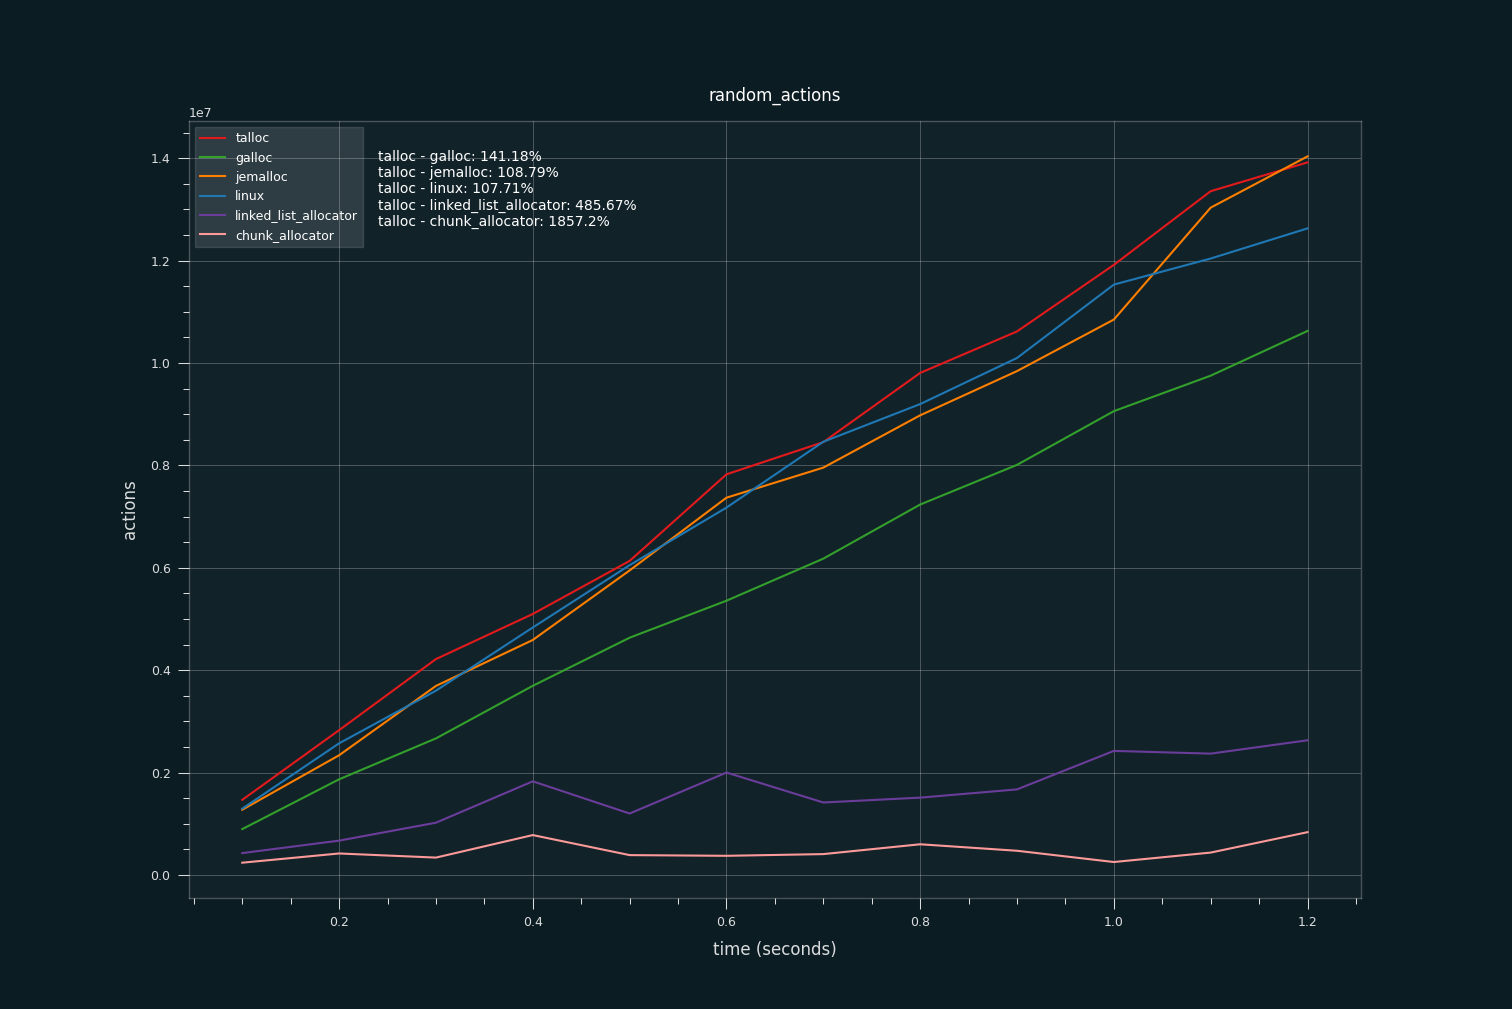 random_actions
1e7
talloc
galloc
jemalloc
linux
linked_list_allocator
chunk_allocator
talloc - galloc: 141.18%
talloc - jemalloc: 108.79%
talloc - linux: 107.71%
talloc - linked_list_allocator: 485.67%
talloc - chunk_allocator: 1857.2%
1.4
1.2
1.0
0.8
0.6
0.4
0.2
0.0
actions
0.2 0.4 0.6 0.8 1.0 1.2
time (seconds)